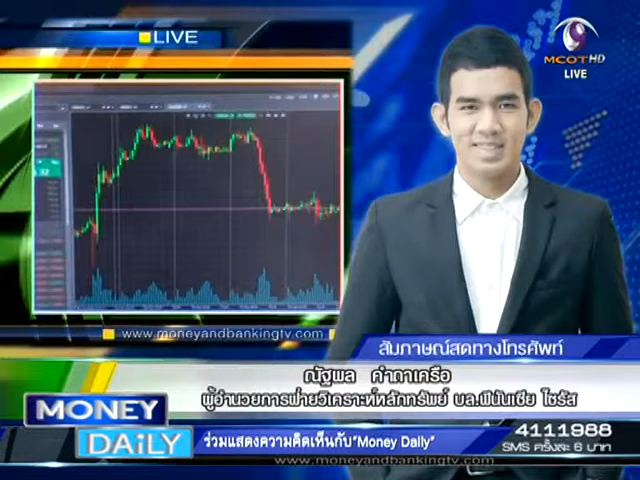 LIVE
MCOT HD
LIVE
www.moneyandbankingtv.com
สัมภาษณ์สดทางโทรศัพท์
ณัฐพล คำถาเครือ
ผู้อำนวยการฝ่ายวิเคราะห์หลักทรัพย์ บล.ฟินันเซีย ไซรัส
MONEY
DAiLY
ร่วมแสดงความคิดเห็นกับ"Money Daily"
4111988
SMS ครั้งละ 6 บาท
www.moneyandbankingtv.com